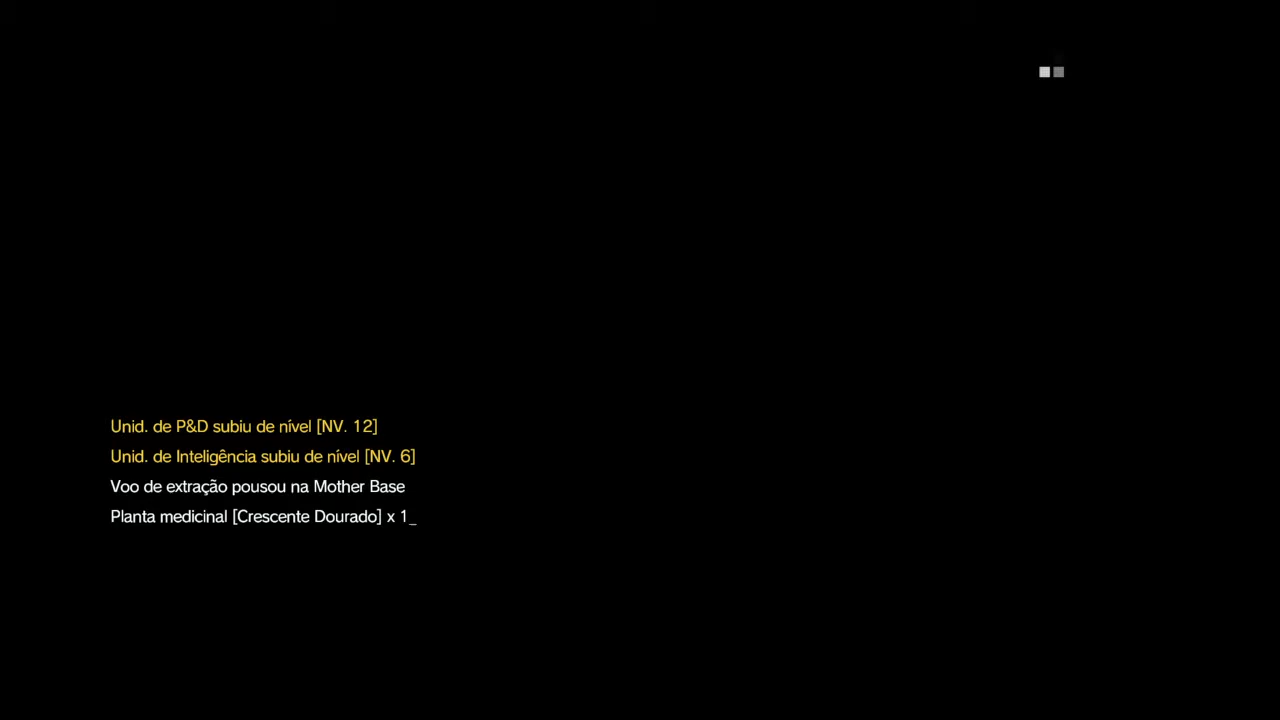 Unid. de P&D subiu de nível [NV. 12]
Unid. de Inteligência subiu de nível [NV. 6]
Voo de extração pousou na Mother Base
Planta medicinal [Crescente Dourado] x 1_